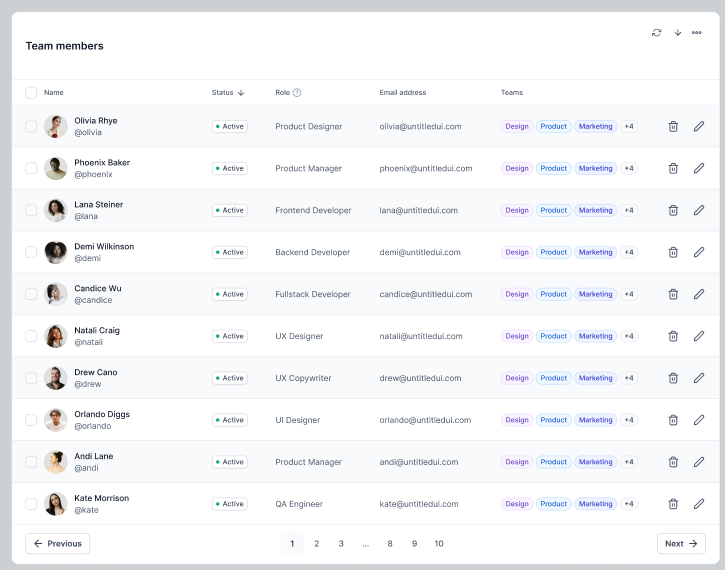 Team members
Name Status Role Email address Teams
Olivia Rhye
@olivia
Active Product Designer olivia@untitledui.com Design Product Marketing +4
Phoenix Baker
@phoenix
Active Product Manager phoenix@untitledui.com Design Product Marketing +4
Lana Steiner
@lana
Active Frontend Developer lana@untitledui.com Design Product Marketing +4
Demi Wilkinson
@demi
Active Backend Developer demi@untitledui.com Design Product Marketing +4
Candice Wu
@candice
Active Fullstack Developer candice@untitledui.com Design Product Marketing +4
Natali Craig
@natali
Active UX Designer natali@untitledui.com Design Product Marketing +4
Drew Cano
@drew
Active UX Copywriter drew@untitledui.com Design Product Marketing +4
Orlando Diggs
@orlando
Active UI Designer orlando@untitledui.com Design Product Marketing +4
Andi Lane
@andi
Active Product Manager andi@untitledui.com Design Product Marketing +4
Kate Morrison
@kate
Active QA Engineer kate@untitledui.com Design Product Marketing +4
Previous 1 2 3 ... 8 9 10 Next